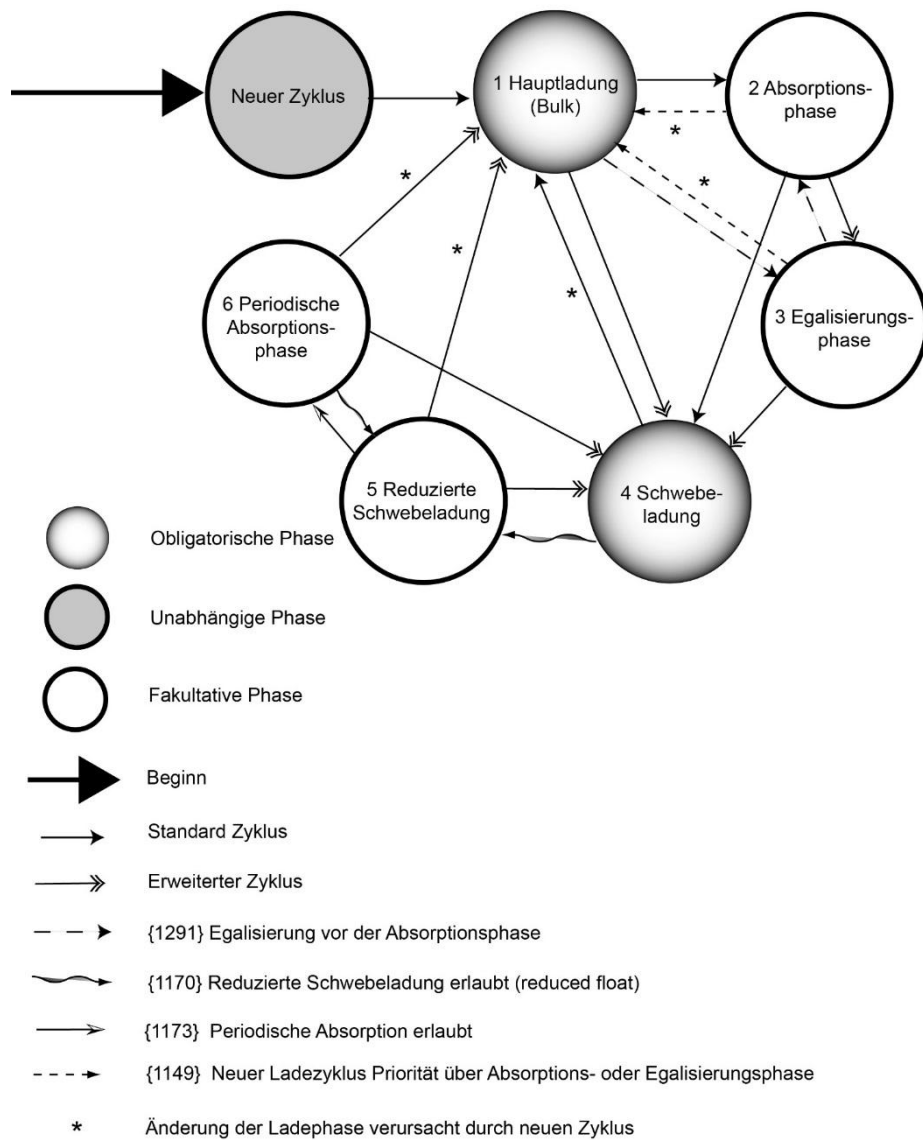 Neuer Zyklus
1 Hauptladung
(Bulk)
2 Absorptions-
phase
*
*
*
*
*
6 Periodische
Absorptions-
phase
3 Egalisierungs-
phase
5 Reduzierte
Schwebeladung
4 Schwebe-
ladung
Obligatorische Phase
Unabhängige Phase
Fakultative Phase
Beginn
Standard Zyklus
Erweiterter Zyklus
{1291} Egalisierung vor der Absorptionsphase
{1170} Reduzierte Schwebeladung erlaubt (reduced float)
{1173} Periodische Absorption erlaubt
{1149} Neuer Ladezyklus Priorität über Absorptions- oder Egalisierungsphase
* Änderung der Ladephase verursacht durch neuen Zyklus